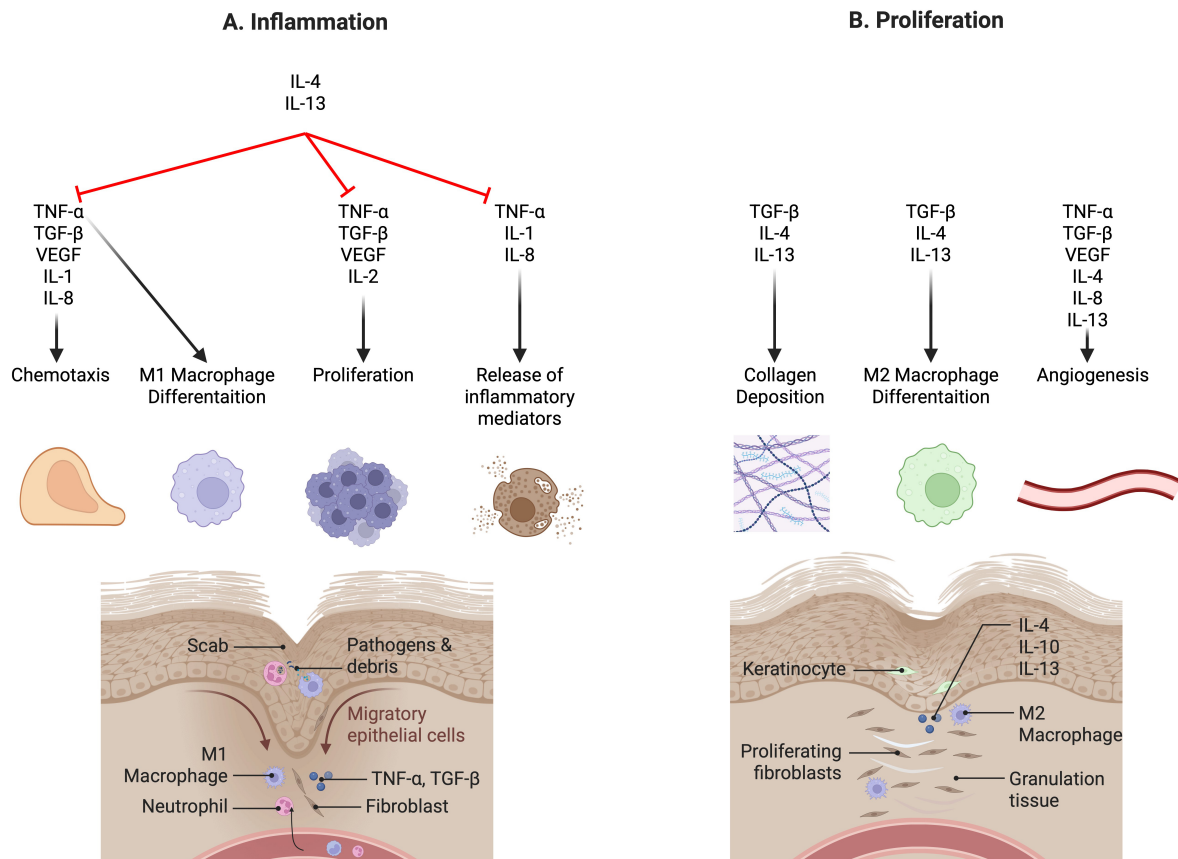 A. Inflammation
IL-4
IL-13
TNF-α
TGF-β
VEGF
IL-1
IL-8
TNF-α
TGF-β
VEGF
IL-2
TNF-α
IL-1
IL-8
Chemotaxis
M1 Macrophage
Differentaition
Proliferation
Release of
inflammatory
mediators
Scab
Pathogens &
debris
Migratory
epithelial cells
M1
Macrophage
Neutrophil
TNF-α, TGF-β
Fibroblast
B. Proliferation
TGF-β
IL-4
IL-13
TGF-β
IL-4
IL-13
TNF-α
TGF-β
VEGF
IL-4
IL-8
IL-13
Collagen
Deposition
M2 Macrophage
Differentaition
Angiogenesis
IL-4
IL-10
IL-13
Keratinocyte
M2
Macrophage
Proliferating
fibroblasts
Granulation
tissue